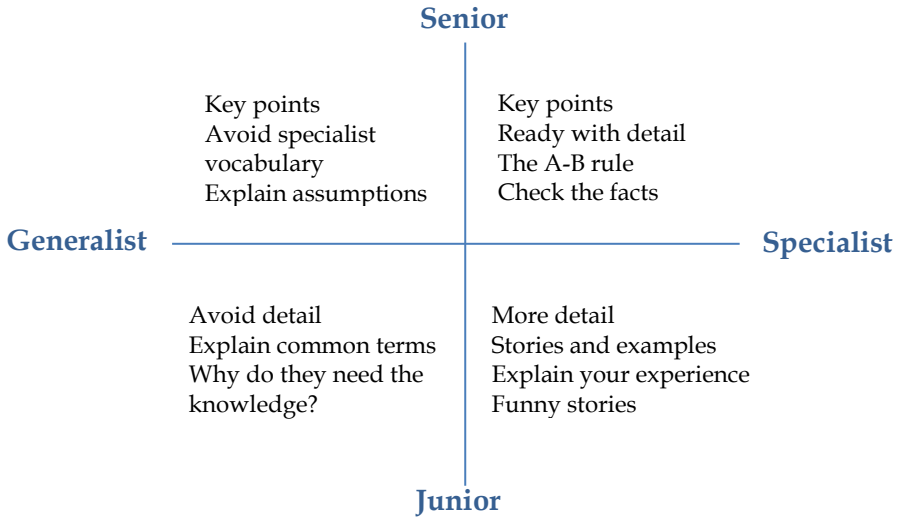 Senior
Key points
Avoid specialist
vocabulary
Explain assumptions
Key points
Ready with detail
The A-B rule
Check the facts
Generalist
Specialist
Avoid detail
Explain common terms
Why do they need the
knowledge?
More detail
Stories and examples
Explain your experience
Funny stories
Junior